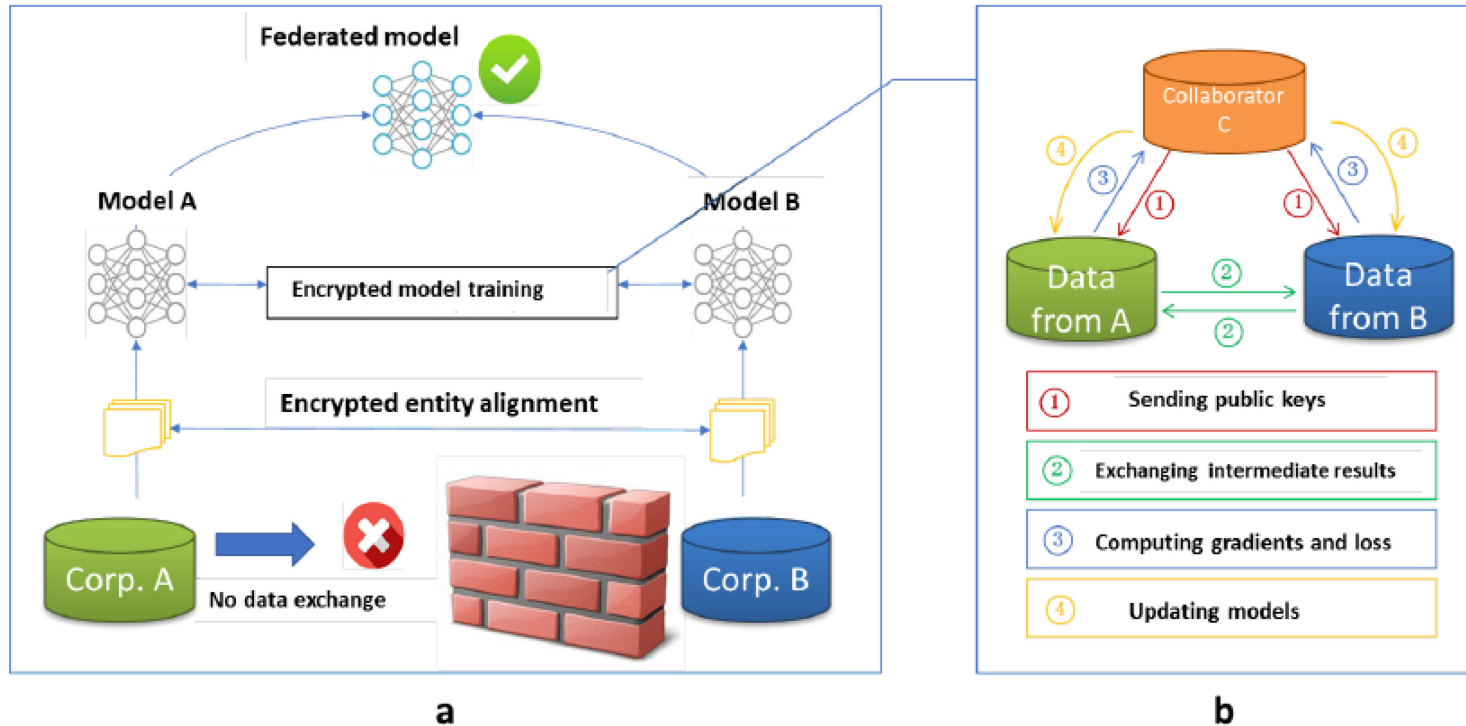 Federated model
Model A
Model B
Encrypted model training
Encrypted entity alignment
Corp. A
No data exchange
Corp. B
a
Collaborator
C
4
3
1
1
3
4
Data
from A
2
2
Data
from B
1 Sending public keys
2 Exchanging intermediate results
3 Computing gradients and loss
4 Updating models
b